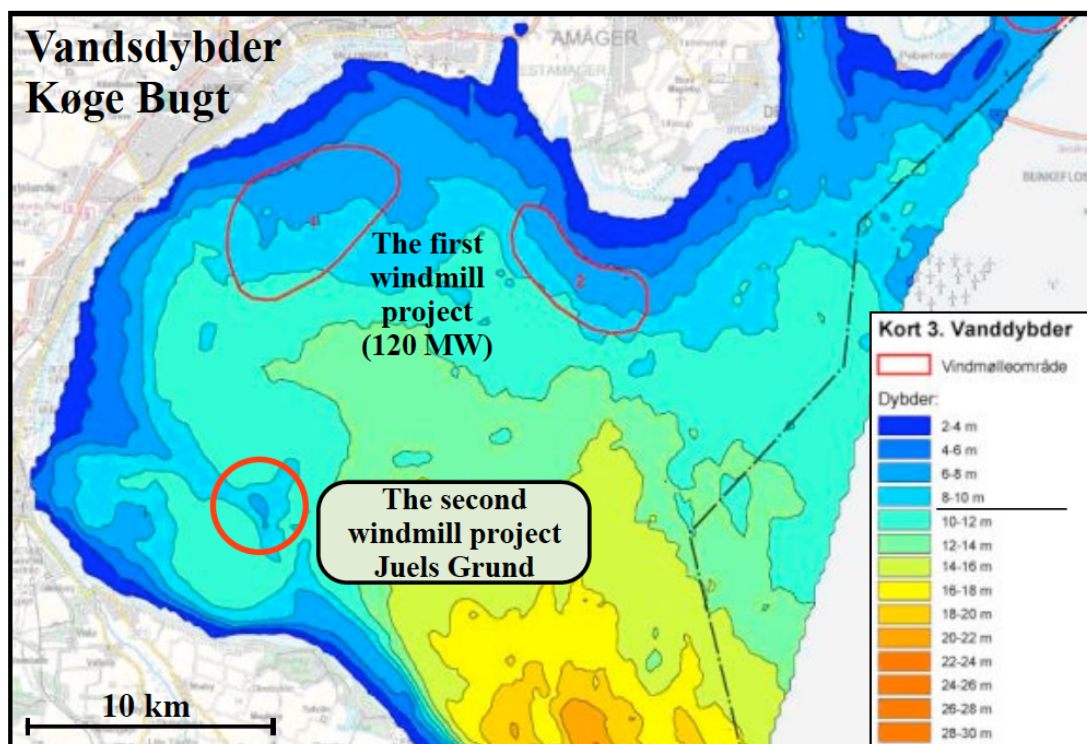 Vandsdybder
Køge Bugt
AMAGER
1
The first
windmill
project
(120 MW)
2
The second
windmill project
Juels Grund
10 km
Kort 3. Vanddybder
Vindmølleområde
Dybder:
2-4 m
4-6 m
6-8 m
8-10 m
10-12 m
12-14 m
14-16 m
16-18 m
18-20 m
20-22 m
22-24 m
24-26 m
26-28 m
28-30 m